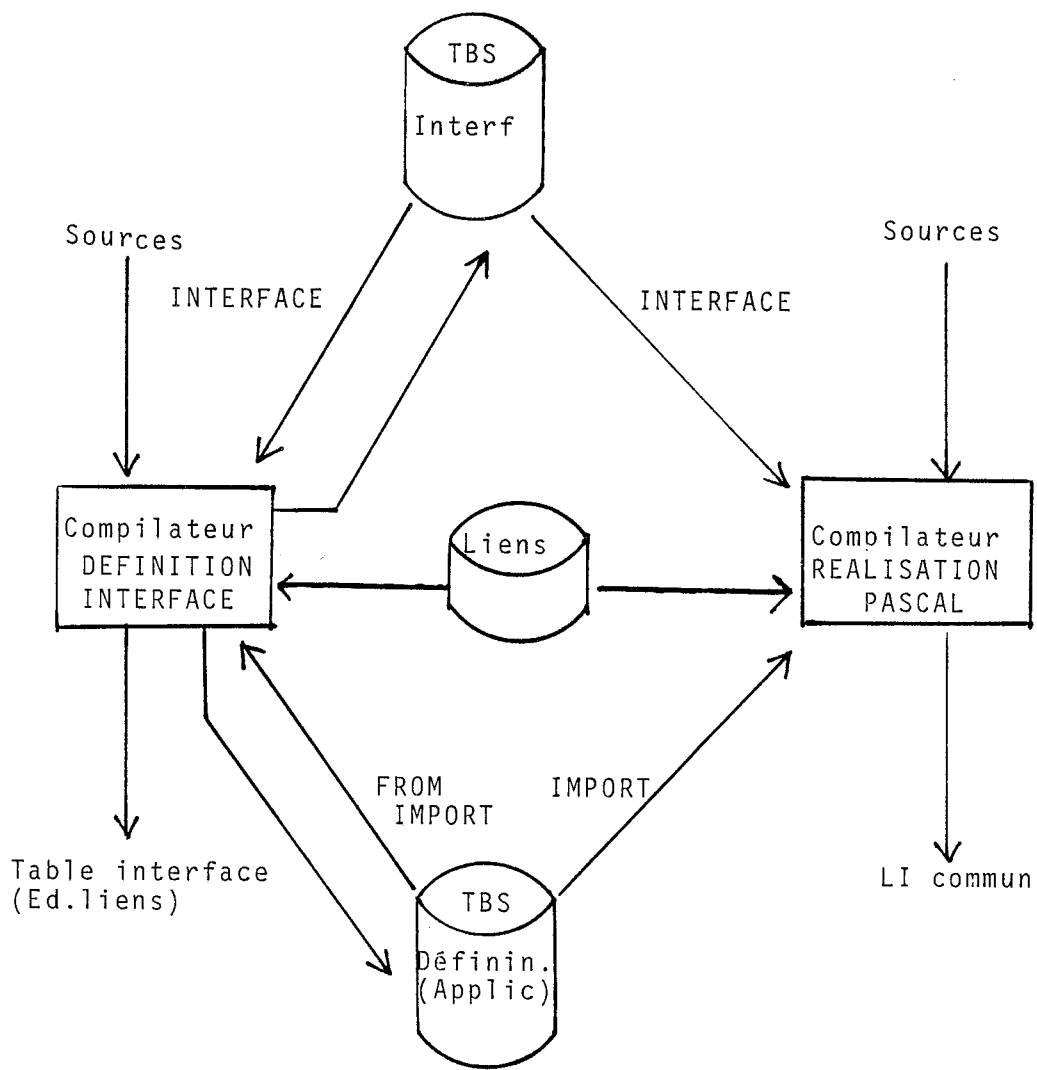 TBS
Interf
Sources
Sources
INTERFACE
INTERFACE
Compilateur
DEFINITION
INTERFACE
Liens
Compilateur
REALISATION
PASCAL
FROM
IMPORT
IMPORT
Table interface
(Ed.liens)
LI commun
TBS
Définin.
(Applic)